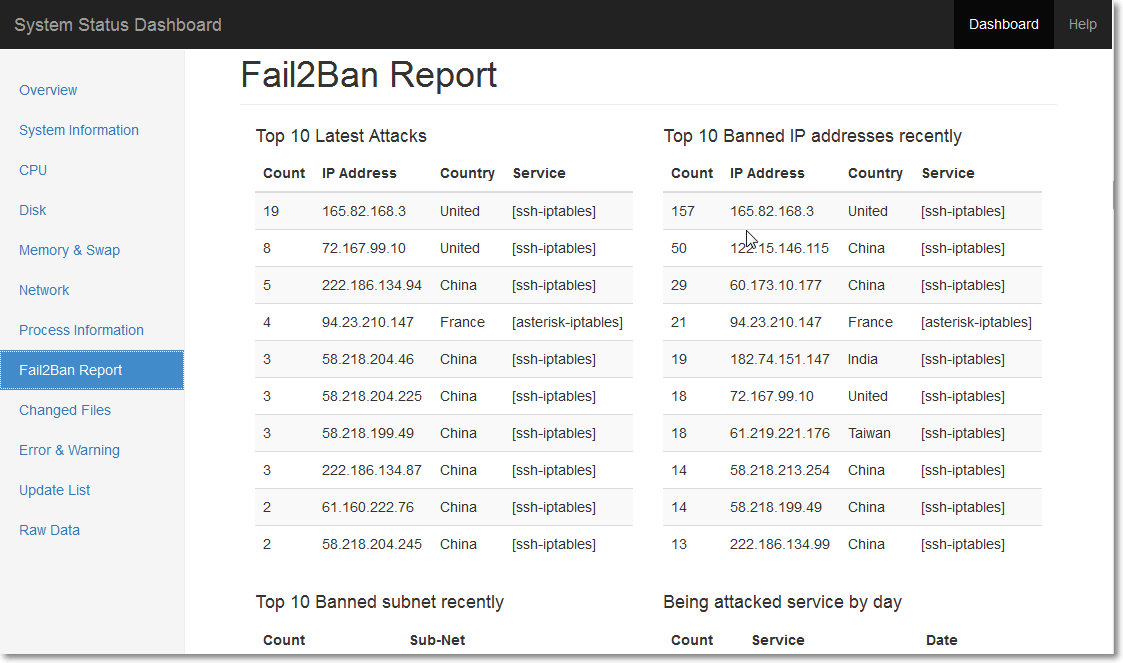 System Status Dashboard Dashboard Help
Overview
System Information
CPU
Disk
Memory & Swap
Network
Process Information
Fail2Ban Report
Changed Files
Error & Warning
Update List
Raw Data
Fail2Ban Report
Top 10 Latest Attacks
Count IP Address Country Service
19 165.82.168.3 United [ssh-iptables]
8 72.167.99.10 United [ssh-iptables]
5 222.186.134.94 China [ssh-iptables]
4 94.23.210.147 France [asterisk-iptables]
3 58.218.204.46 China [ssh-iptables]
3 58.218.204.225 China [ssh-iptables]
3 58.218.199.49 China [ssh-iptables]
3 222.186.134.87 China [ssh-iptables]
2 61.160.222.76 China [ssh-iptables]
2 58.218.204.245 China [ssh-iptables]
Top 10 Banned IP addresses recently
Count IP Address Country Service
157 165.82.168.3 United [ssh-iptables]
50 122.15.146.115 China [ssh-iptables]
29 60.173.10.177 China [ssh-iptables]
21 94.23.210.147 France [asterisk-iptables]
19 182.74.151.147 India [ssh-iptables]
18 72.167.99.10 United [ssh-iptables]
18 61.219.221.176 Taiwan [ssh-iptables]
14 58.218.213.254 China [ssh-iptables]
14 58.218.199.49 China [ssh-iptables]
13 222.186.134.99 China [ssh-iptables]
Top 10 Banned subnet recently
Count Sub-Net
Being attacked service by day
Count Service Date